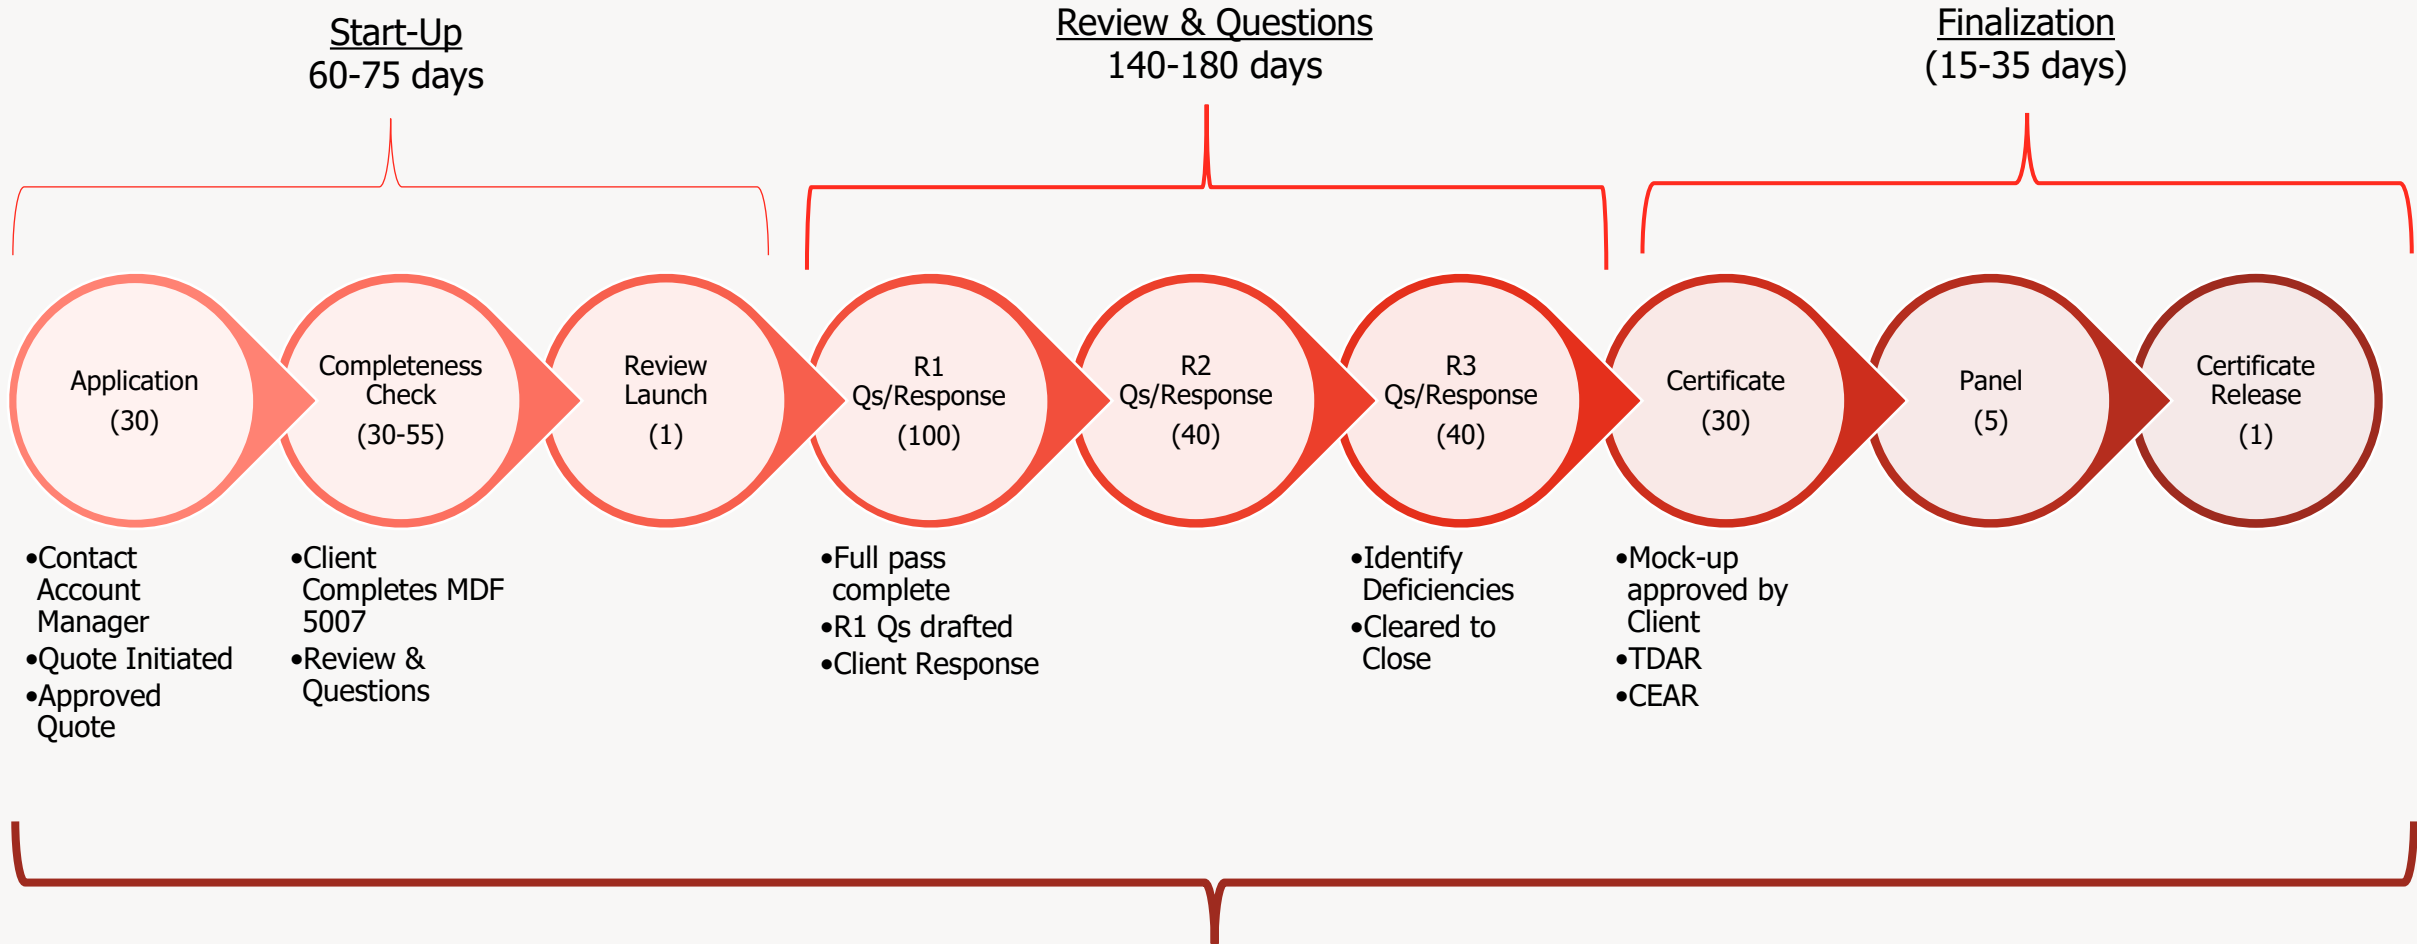 Start-Up
60-75 days
Review & Questions
140-180 days
Finalization
(15-35 days)
Application
(30)
Completeness
Check
(30-55)
Review
Launch
(1)
R1
Qs/Response
(100)
R2
Qs/Response
(40)
R3
Qs/Response
(40)
Certificate
(30)
Panel
(5)
Certificate
Release
(1)
•Contact
Account
Manager
•Quote Initiated
•Approved
Quote
•Client
Completes MDF
5007
•Review &
Questions
•Full pass
complete
•R1 Qs drafted
•Client Response
•Identify
Deficiencies
•Cleared to
Close
•Mock-up
approved by
Client
•TDAR
•CEAR